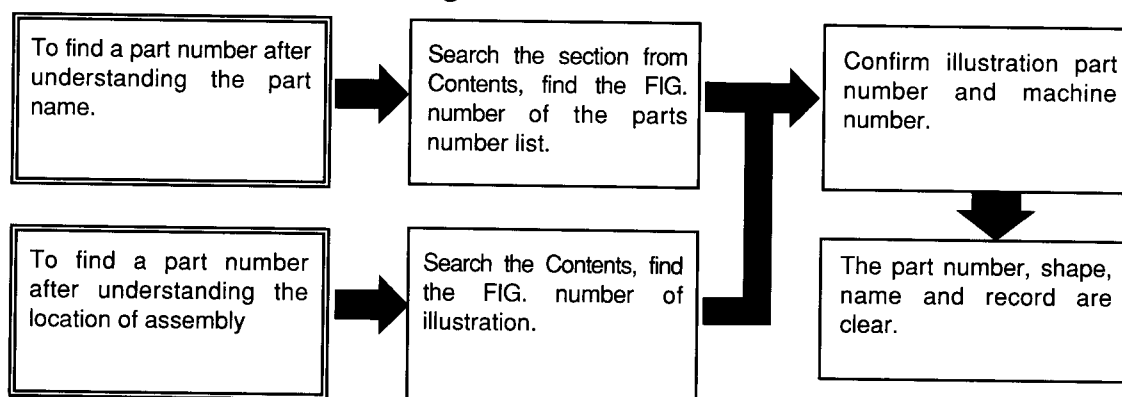 To find a part number after
understanding the part
name.
Search the section from
Contents, find the FIG.
number of the parts
number list.
Confirm illustration part
number and machine
number.
To find a part number
after understanding the
location of assembly
Search the Contents, find
the FIG. number of
illustration.
The part number, shape,
name and record are
clear.